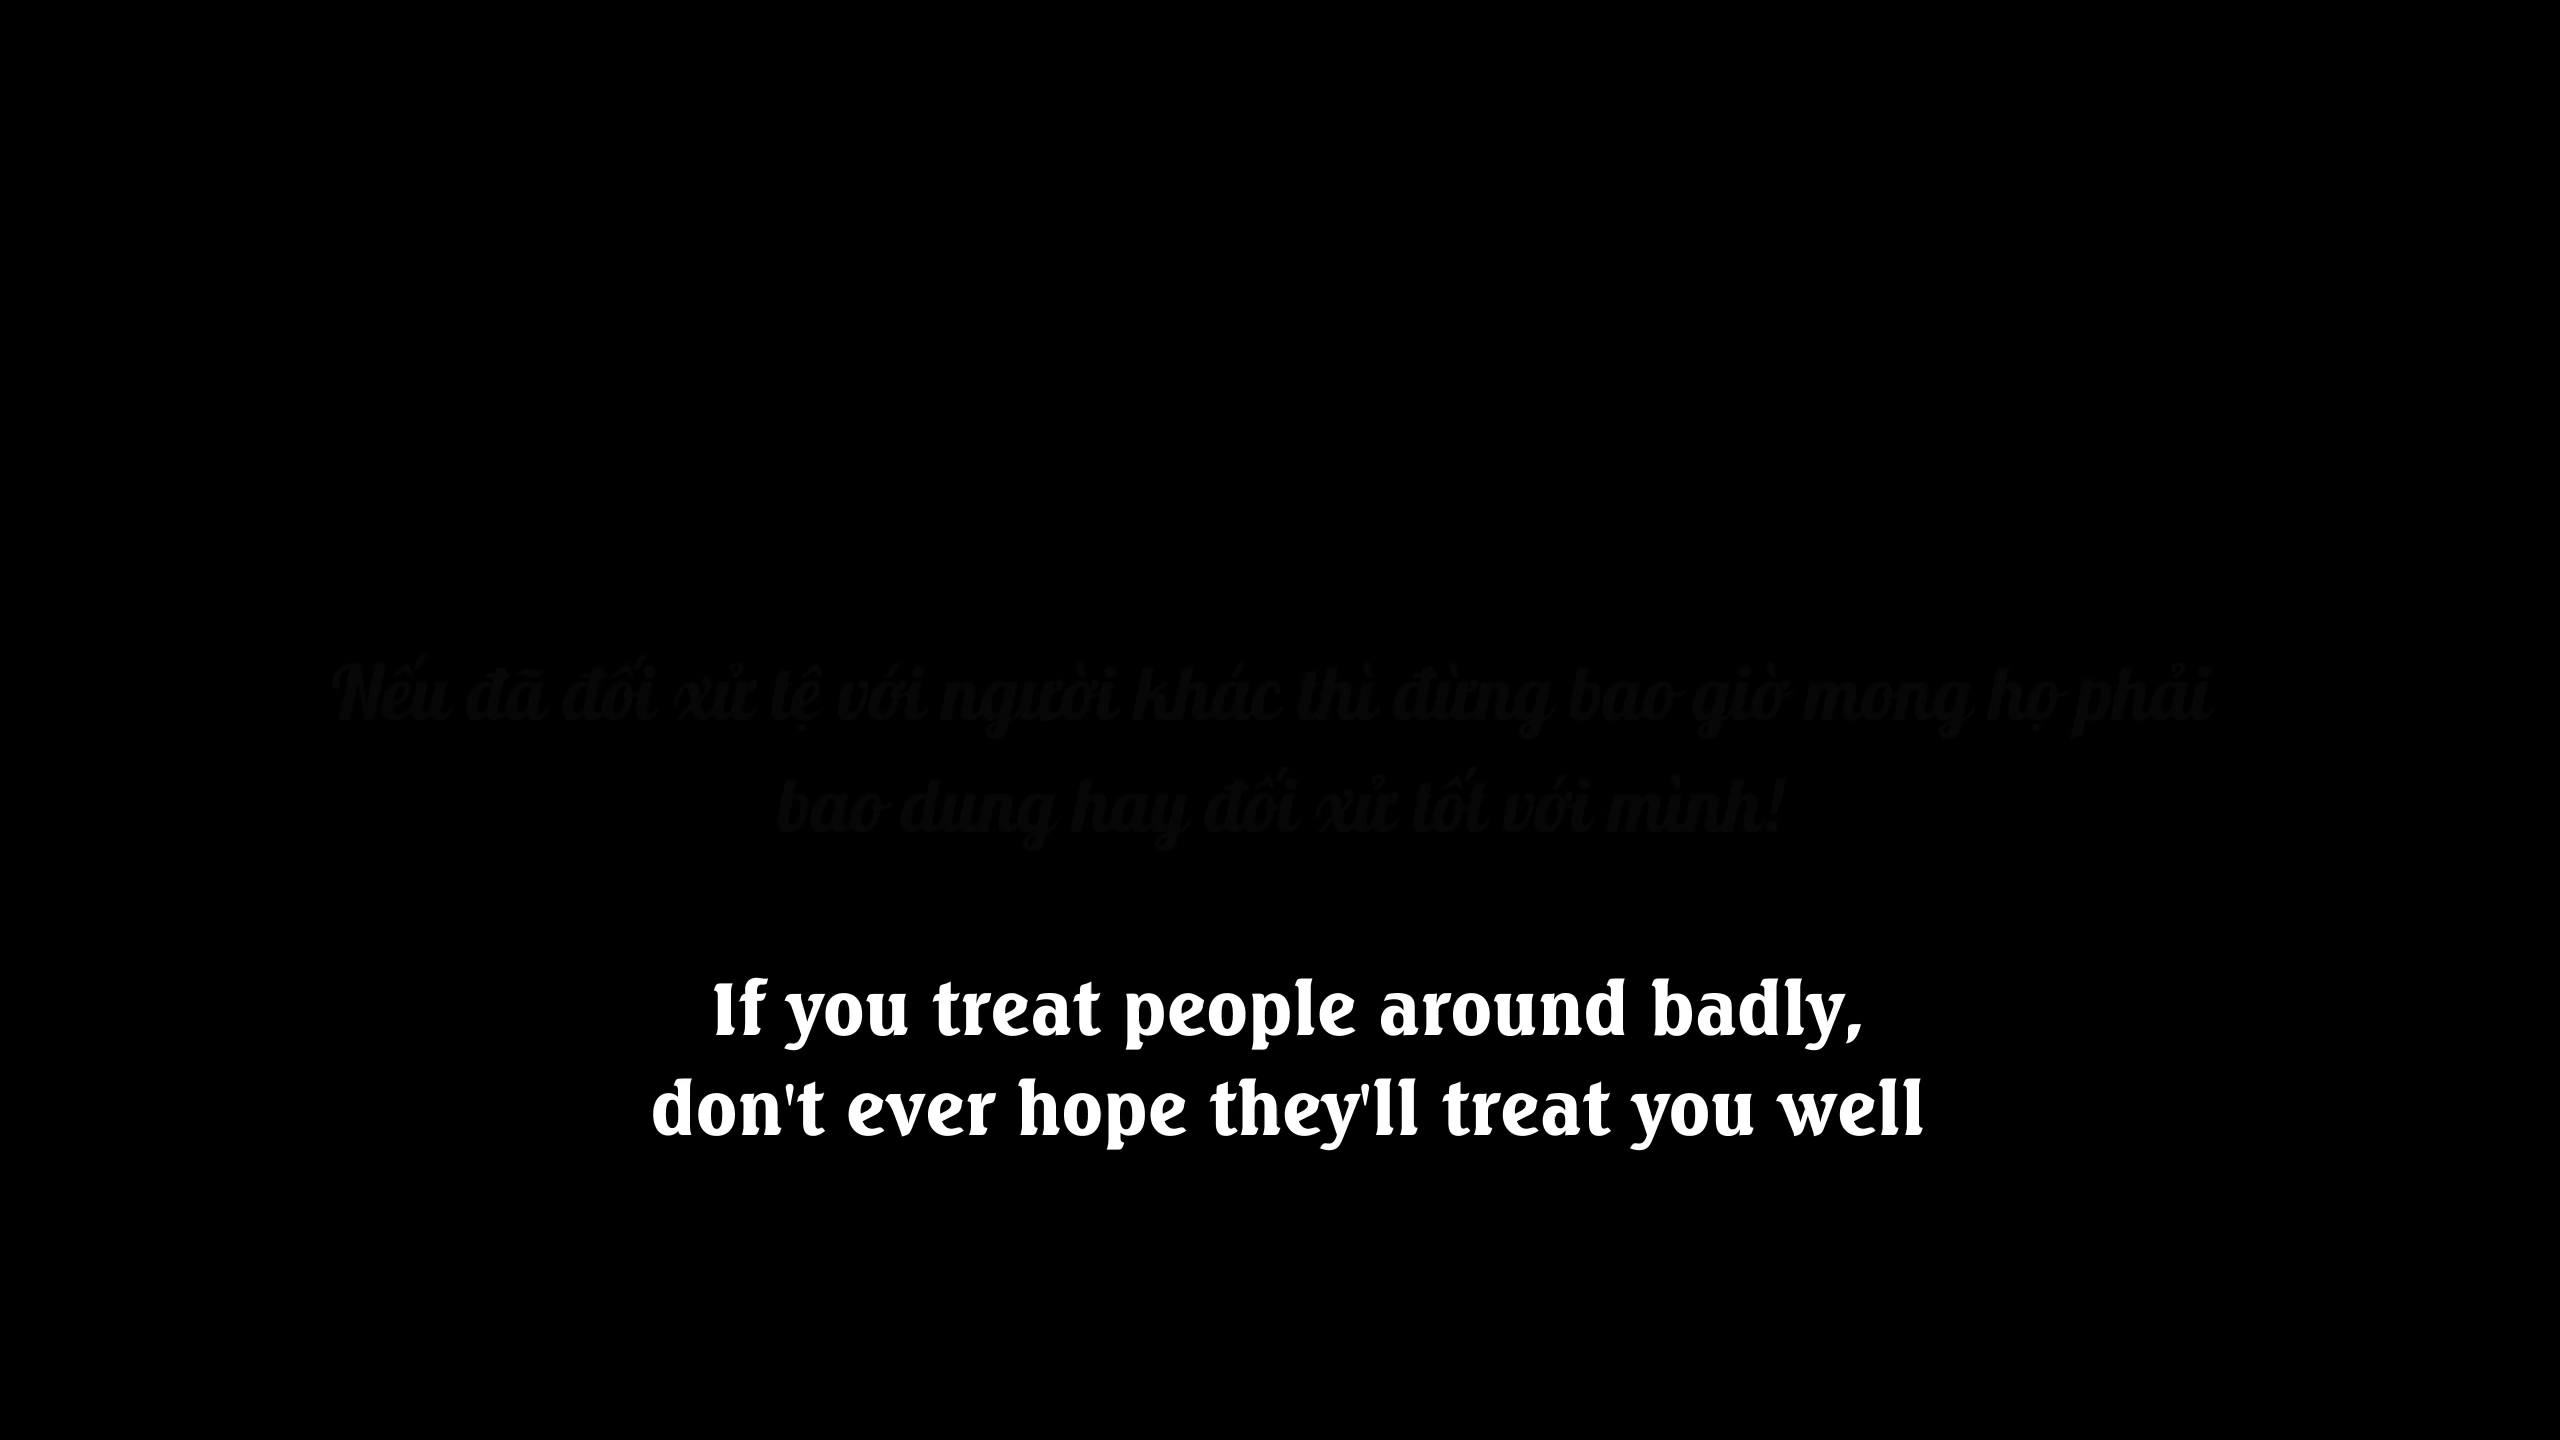 Nếu đã đối xử tệ với người khác thì đừng bao giờ mong họ phải
bao dung hay đối xử tốt với mình!
If you treat people around badly,
don't ever hope they'll treat you well